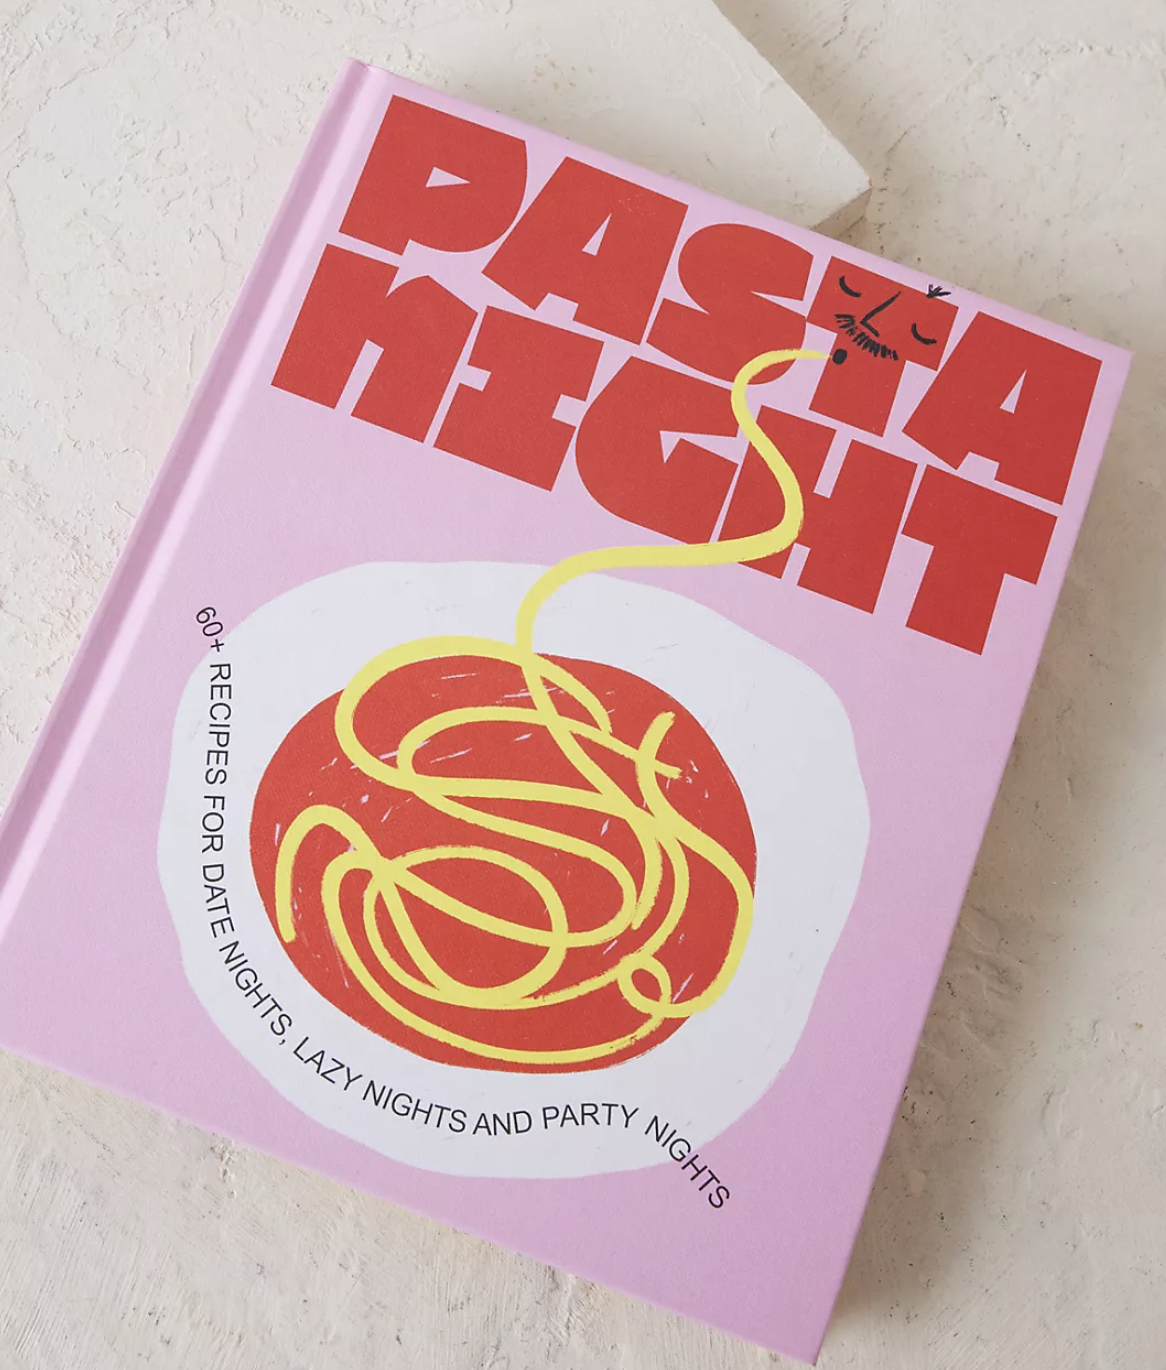 PASTA
NIGHT
60+ RECIPES FOR DATE NIGHTS, LAZY NIGHTS AND PARTY NIGHTS